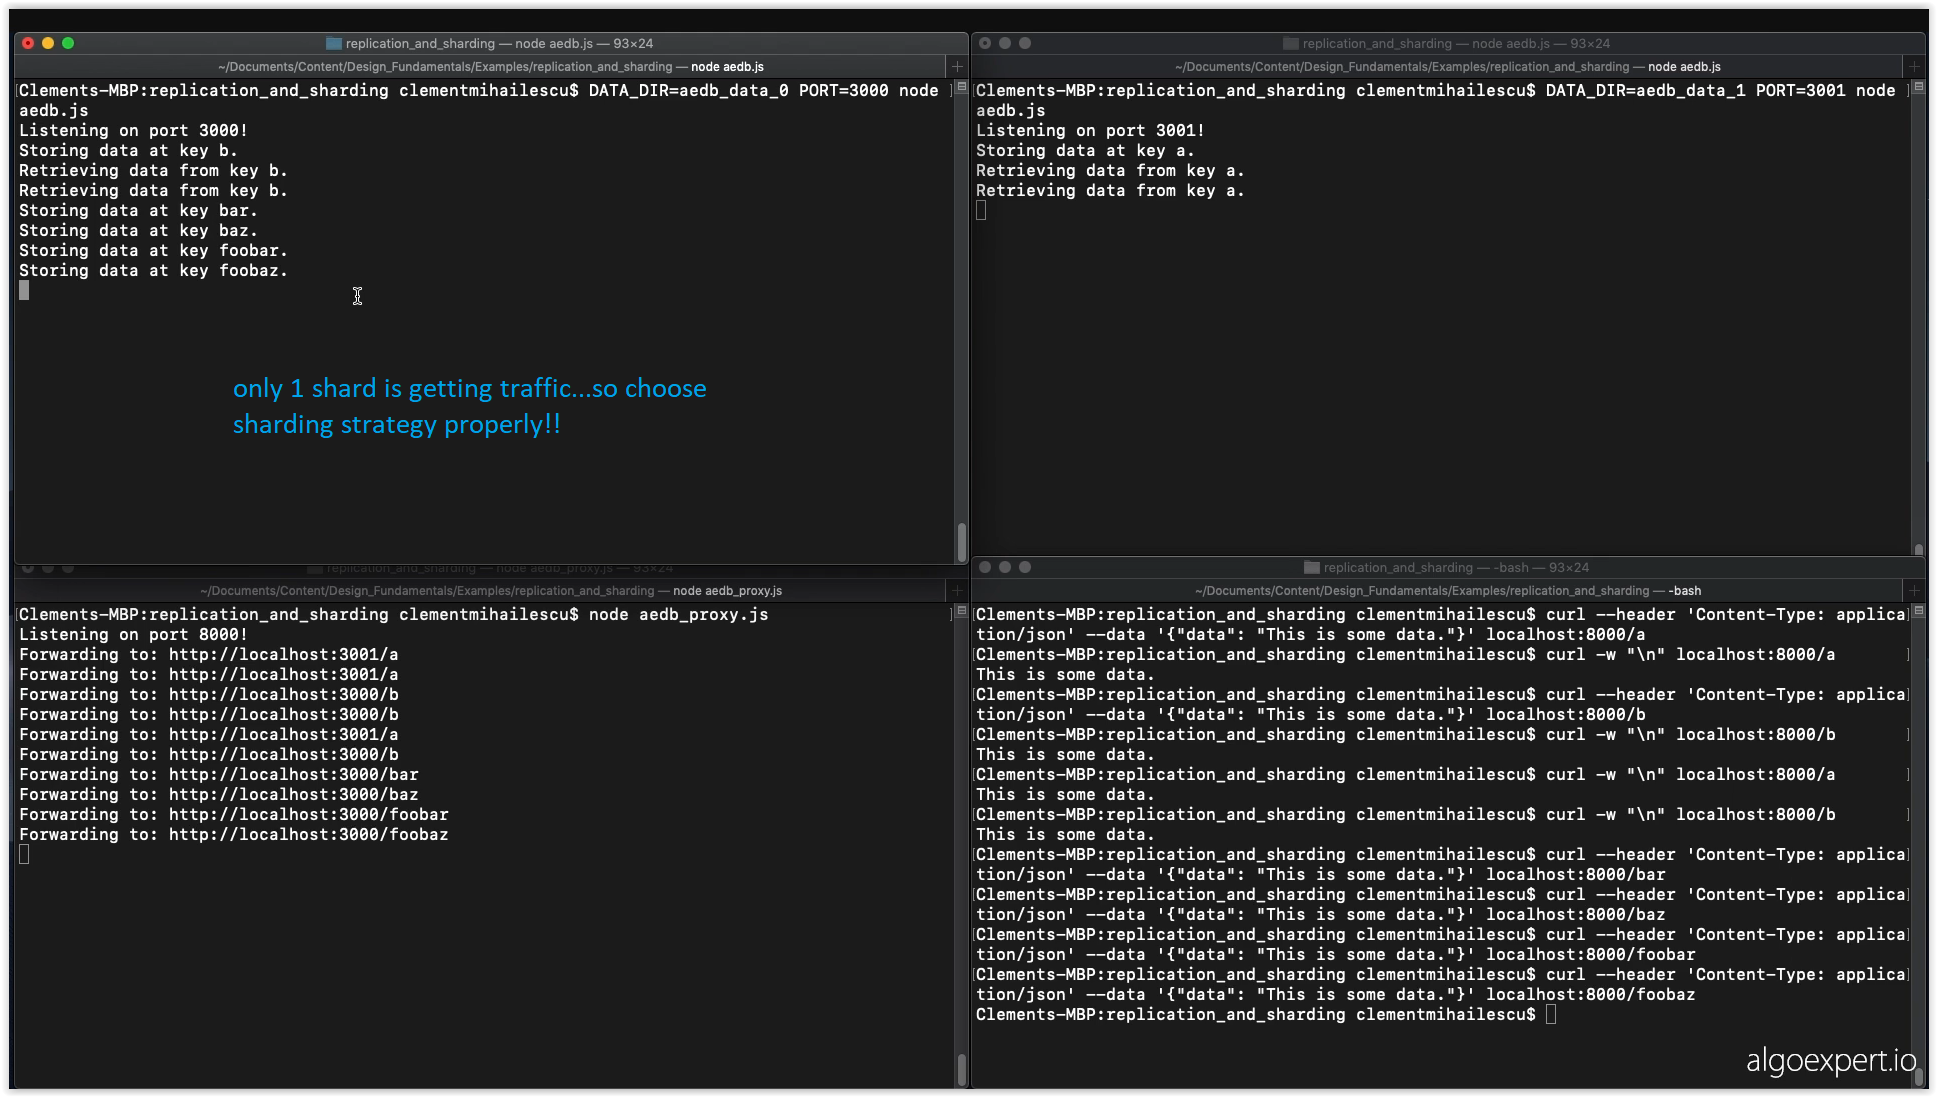 replication_and_sharding — node aedb.js — 93×24
~/Documents/Content/Design_Fundamentals/Examples/replication_and_sharding — node aedb.js
Clements-MBP:replication_and_sharding clementmihailescu$ DATA_DIR=aedb_data_0 PORT=3000 node
aedb.js
Listening on port 3000!
Storing data at key b.
Retrieving data from key b.
Retrieving data from key b.
Storing data at key bar.
Storing data at key baz.
Storing data at key foobar.
Storing data at key foobaz.
only 1 shard is getting traffic...so choose
sharding strategy properly!!
replication_and_sharding — node aedb.js — 93×24
~/Documents/Content/Design_Fundamentals/Examples/replication_and_sharding — node aedb.js
Clements-MBP:replication_and_sharding clementmihailescu$ DATA_DIR=aedb_data_1 PORT=3001 node
aedb.js
Listening on port 3001!
Storing data at key a.
Retrieving data from key a.
Retrieving data from key a.
replication_and_sharding — node aedb_proxy.js — 93×24
~/Documents/Content/Design_Fundamentals/Examples/replication_and_sharding — node aedb_proxy.js
Clements-MBP:replication_and_sharding clementmihailescu$ node aedb_proxy.js
Listening on port 8000!
Forwarding to: http://localhost:3001/a
Forwarding to: http://localhost:3001/a
Forwarding to: http://localhost:3000/b
Forwarding to: http://localhost:3000/b
Forwarding to: http://localhost:3001/a
Forwarding to: http://localhost:3000/b
Forwarding to: http://localhost:3000/bar
Forwarding to: http://localhost:3000/baz
Forwarding to: http://localhost:3000/foobar
Forwarding to: http://localhost:3000/foobaz
replication_and_sharding — -bash — 93×24
~/Documents/Content/Design_Fundamentals/Examples/replication_and_sharding — -bash
Clements-MBP:replication_and_sharding clementmihailescu$ curl --header 'Content-Type: applica
tion/json' --data '{"data": "This is some data."}' localhost:8000/a
Clements-MBP:replication_and_sharding clementmihailescu$ curl -w "\n" localhost:8000/a
This is some data.
Clements-MBP:replication_and_sharding clementmihailescu$ curl --header 'Content-Type: applica
tion/json' --data '{"data": "This is some data."}' localhost:8000/b
Clements-MBP:replication_and_sharding clementmihailescu$ curl -w "\n" localhost:8000/b
This is some data.
Clements-MBP:replication_and_sharding clementmihailescu$ curl -w "\n" localhost:8000/a
This is some data.
Clements-MBP:replication_and_sharding clementmihailescu$ curl -w "\n" localhost:8000/b
This is some data.
Clements-MBP:replication_and_sharding clementmihailescu$ curl --header 'Content-Type: applica
tion/json' --data '{"data": "This is some data."}' localhost:8000/bar
Clements-MBP:replication_and_sharding clementmihailescu$ curl --header 'Content-Type: applica
tion/json' --data '{"data": "This is some data."}' localhost:8000/baz
Clements-MBP:replication_and_sharding clementmihailescu$ curl --header 'Content-Type: applica
tion/json' --data '{"data": "This is some data."}' localhost:8000/foobar
Clements-MBP:replication_and_sharding clementmihailescu$ curl --header 'Content-Type: applica
tion/json' --data '{"data": "This is some data."}' localhost:8000/foobaz
Clements-MBP:replication_and_sharding clementmihailescu$
algoexpert.io